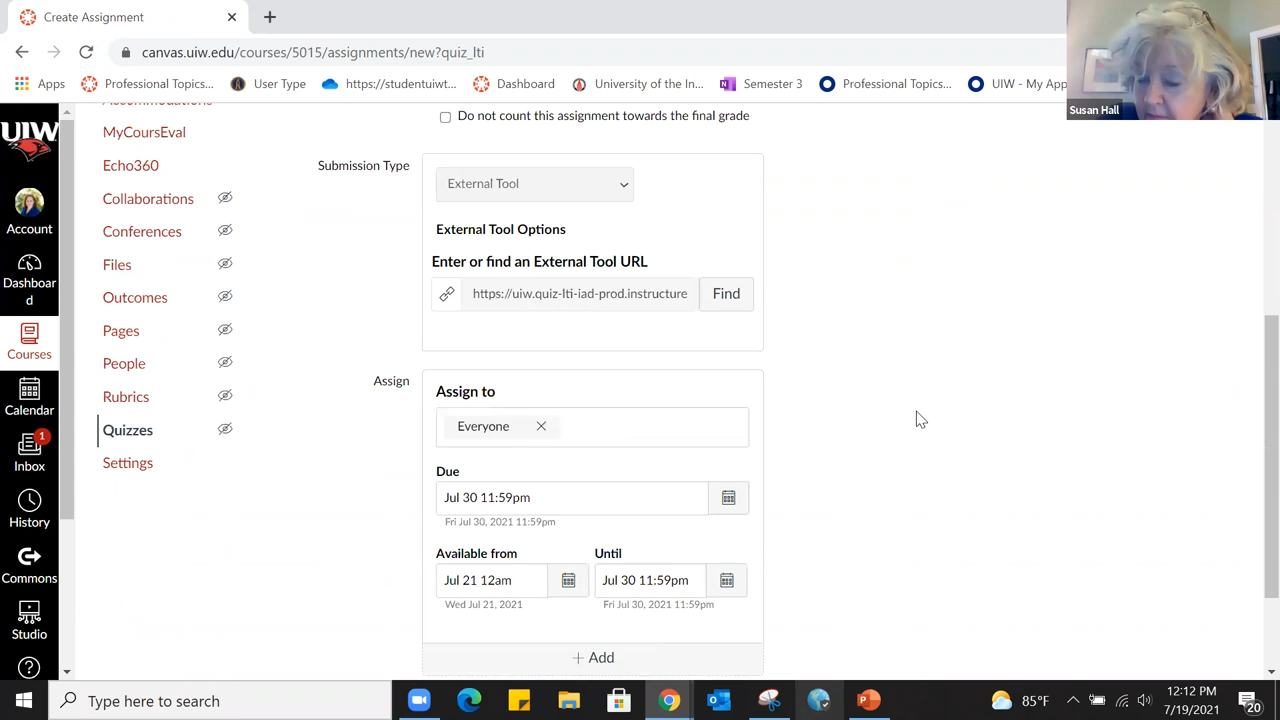 Create Assignment
canvas.uiw.edu/courses/5015/assignments/new?quiz_lti
Apps
Professional Topics...
User Type
https://studentuiwt...
Dashboard
University of the In...
Semester 3
Professional Topics...
UIW - My App
Susan Hall
UIW
Account
Dashboar
d
Courses
Calendar
1
Inbox
History
Commons
Studio
Accommodations
MyCoursEval
Echo360
Collaborations
Conferences
Files
Outcomes
Pages
People
Rubrics
Quizzes
Settings
Do not count this assignment towards the final grade
Submission Type
External Tool
External Tool Options
Enter or find an External Tool URL
https://uiw.quiz-lti-iad-prod.instructure
Find
Assign
Assign to
Everyone
Due
Jul 30 11:59pm
Fri Jul 30, 2021 11:59pm
Available from
Until
Jul 21 12am
Jul 30 11:59pm
Wed Jul 21, 2021
Fri Jul 30, 2021 11:59pm
+ Add
Type here to search
85°F
12:12 PM
7/19/2021
20